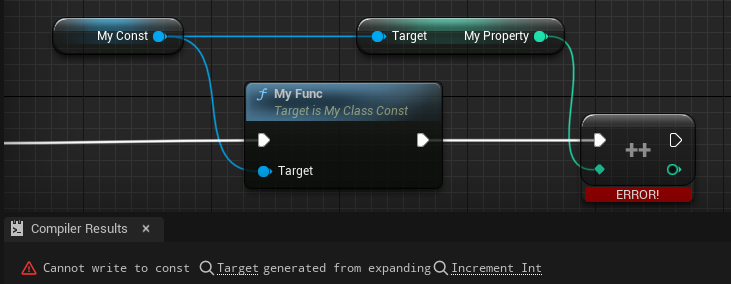 My Const
Target My Property
f My Func
Target is My Class Const
Target
++
ERROR!
Compiler Results ×
Cannot write to const Target generated from expanding Increment Int